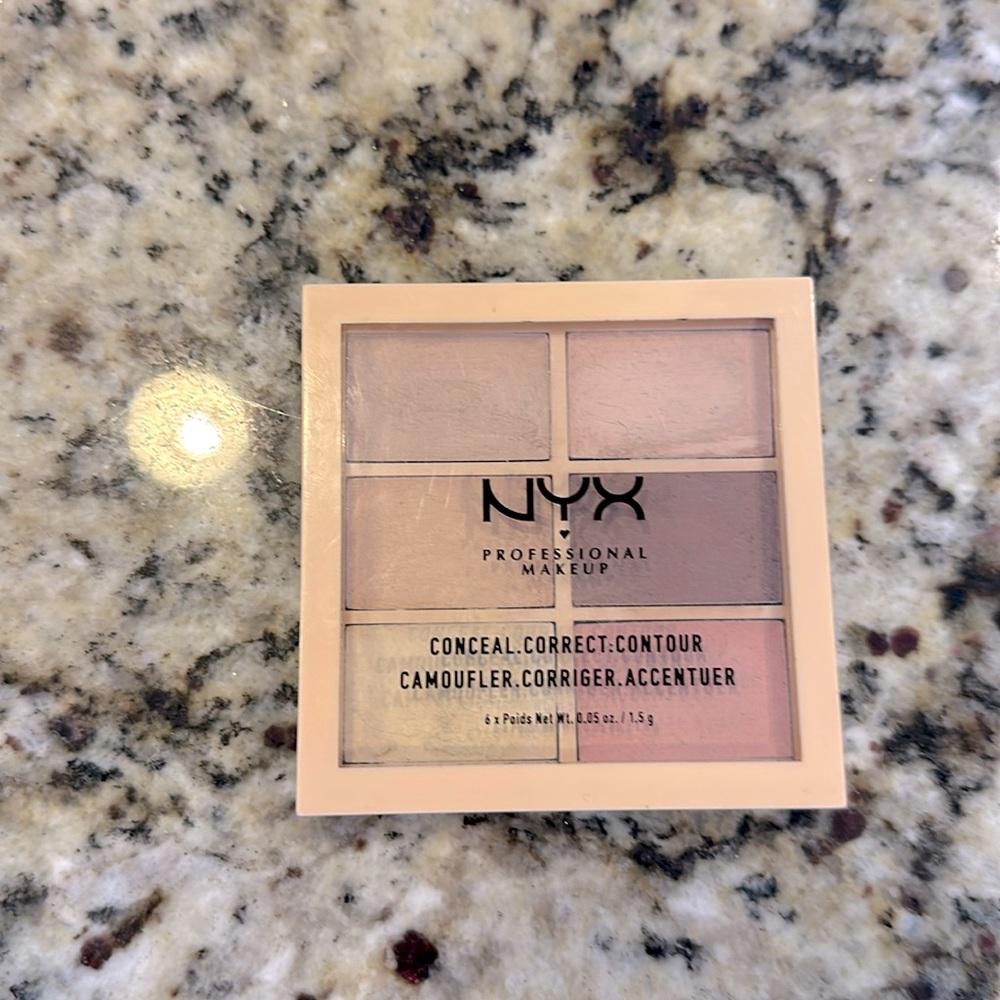 NYX
PROFESSIONAL
MAKEUP
CONCEAL.CORRECT.CONTOUR
CAMOUFLER.CORRIGER.ACCENTUER
6 x Poids Net Wt. 0.05 oz. / 1.5 g